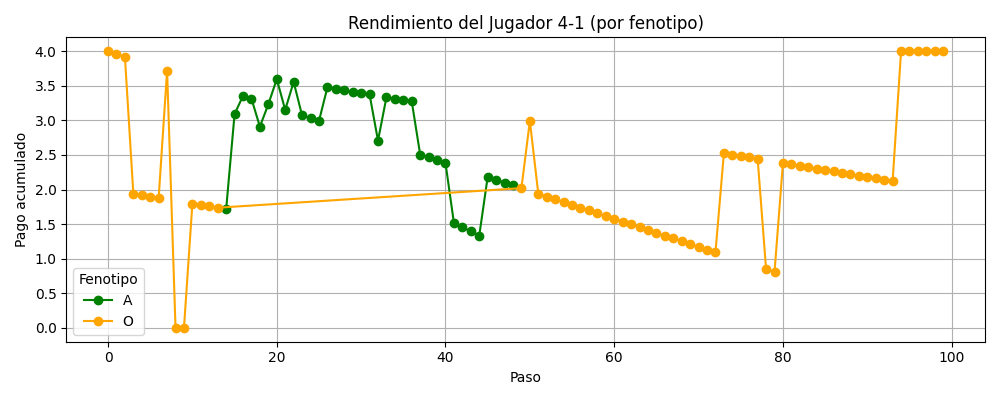 Rendimiento del Jugador 4-1 (por fenotipo)
Pago acumulado
4.0
3.5
3.0
2.5
2.0
1.5
1.0
0.5
0.0
Fenotipo
A
O
0 20 40 60 80 100
Paso